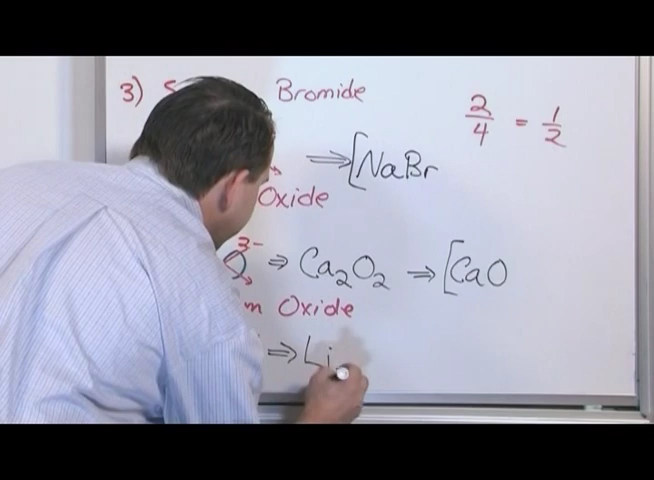 3) S Bromide
2/4 = 1/2
⇒ [NaBr
Oxide
3- ⇒ Ca₂O₂ ⇒ [CaO
m Oxide
⇒ Li